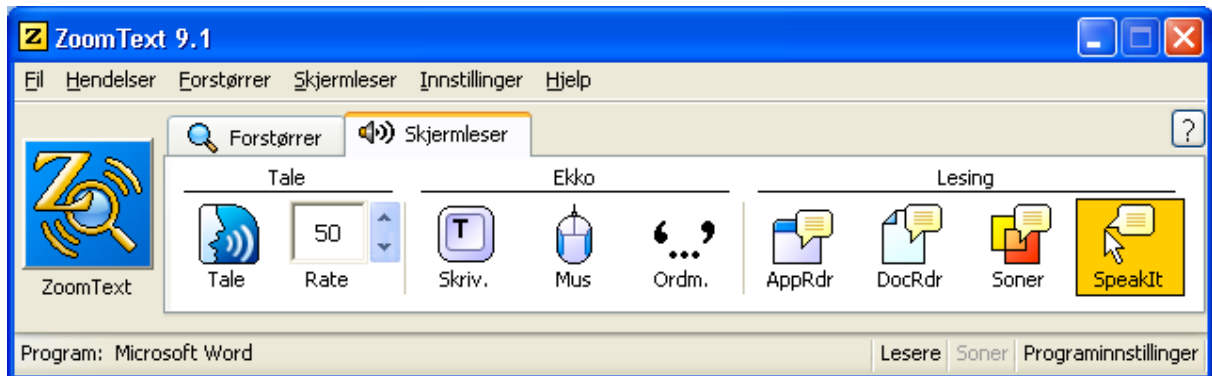 ZoomText 9.1
Fil Hendelser Forstørrer Skjermleser Innstillinger Hjelp
Forstørrer Skjermleser ?
Tale Ekko Lesing
50 T
ZoomText Tale Rate Skriv. Mus Ordm. AppRdr DocRdr Soner SpeakIt
Program: Microsoft Word Lesere Soner Programinnstillinger